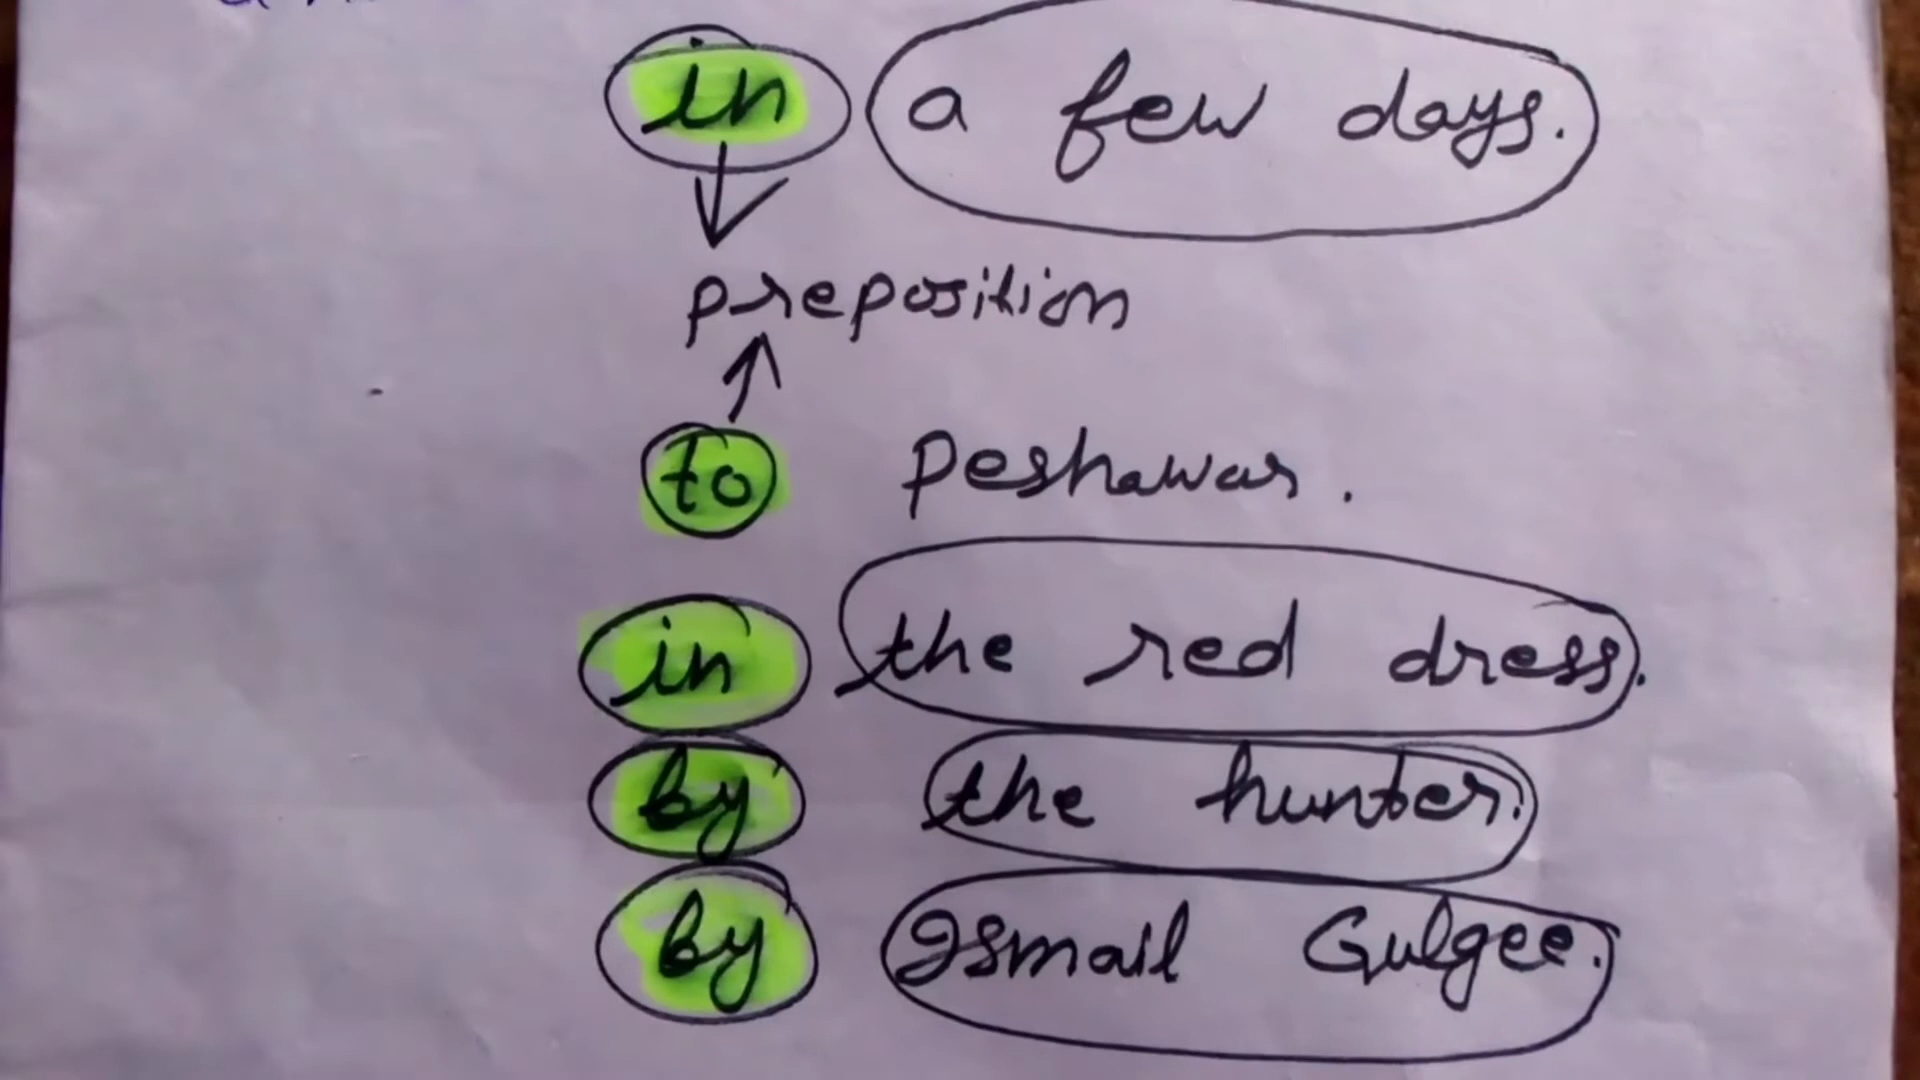 in a few days.
preposition
to Peshawar.
in the red dress.
by the hunter.
by Ismail Gulgee.